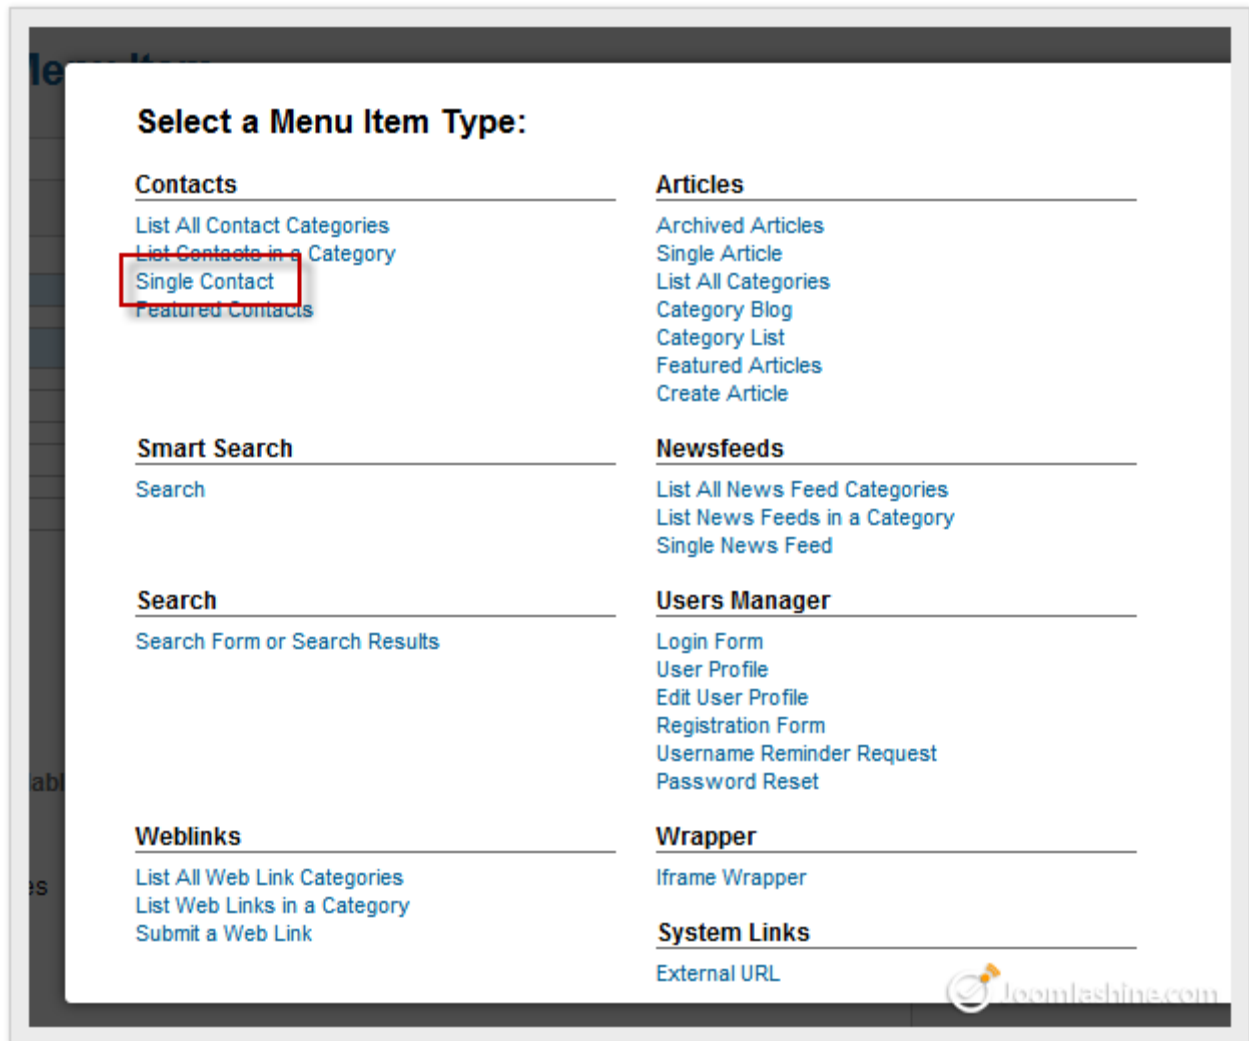 Menu Item
Select a Menu Item Type:
Contacts
List All Contact Categories
List Contacts in a Category
Single Contact
Featured Contacts
Articles
Archived Articles
Single Article
List All Categories
Category Blog
Category List
Featured Articles
Create Article
Smart Search
Search
Newsfeeds
List All News Feed Categories
List News Feeds in a Category
Single News Feed
Search
Search Form or Search Results
Users Manager
Login Form
User Profile
Edit User Profile
Registration Form
Username Reminder Request
Password Reset
Weblinks
List All Web Link Categories
List Web Links in a Category
Submit a Web Link
Wrapper
Iframe Wrapper
System Links
External URL
abl
es
Joomlashine.com